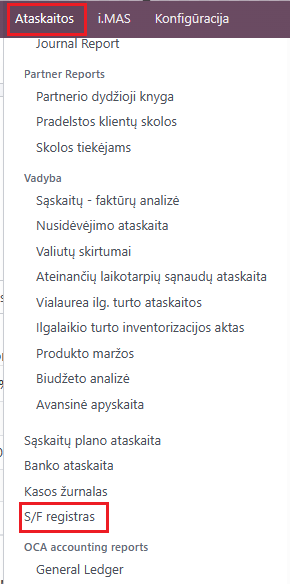 Ataskaitos i.MAS Konfigūracija
Journal Report
Partner Reports
Partnerio dydžioji knyga
Pradelstos klientų skolos
Skolos tiekėjams
Vadyba
Sąskaitų - faktūrų analizė
Nusidėvėjimo ataskaita
Valiutų skirtumai
Ateinančių laikotarpių sąnaudų ataskaita
Vialaurea ilg. turto ataskaitos
Ilgalaikio turto inventorizacijos aktas
Produkto maržos
Biudžeto analizė
Avansinė apyskaita
Sąskaitų plano ataskaita
Banko ataskaita
Kasos žurnalas
S/F registras
OCA accounting reports
General Ledger